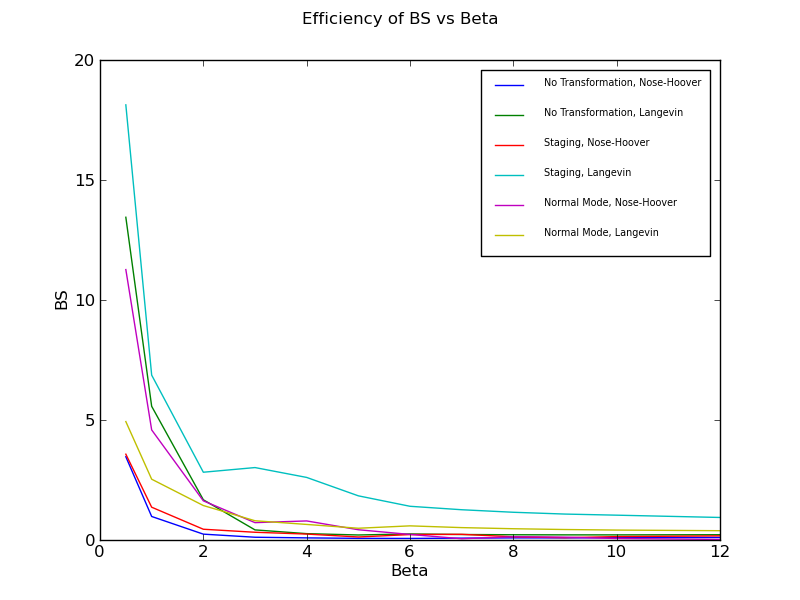 Efficiency of BS vs Beta
20
15
10
5
0
BS
No Transformation, Nose-Hoover
No Transformation, Langevin
Staging, Nose-Hoover
Staging, Langevin
Normal Mode, Nose-Hoover
Normal Mode, Langevin
0 2 4 6 8 10 12
Beta